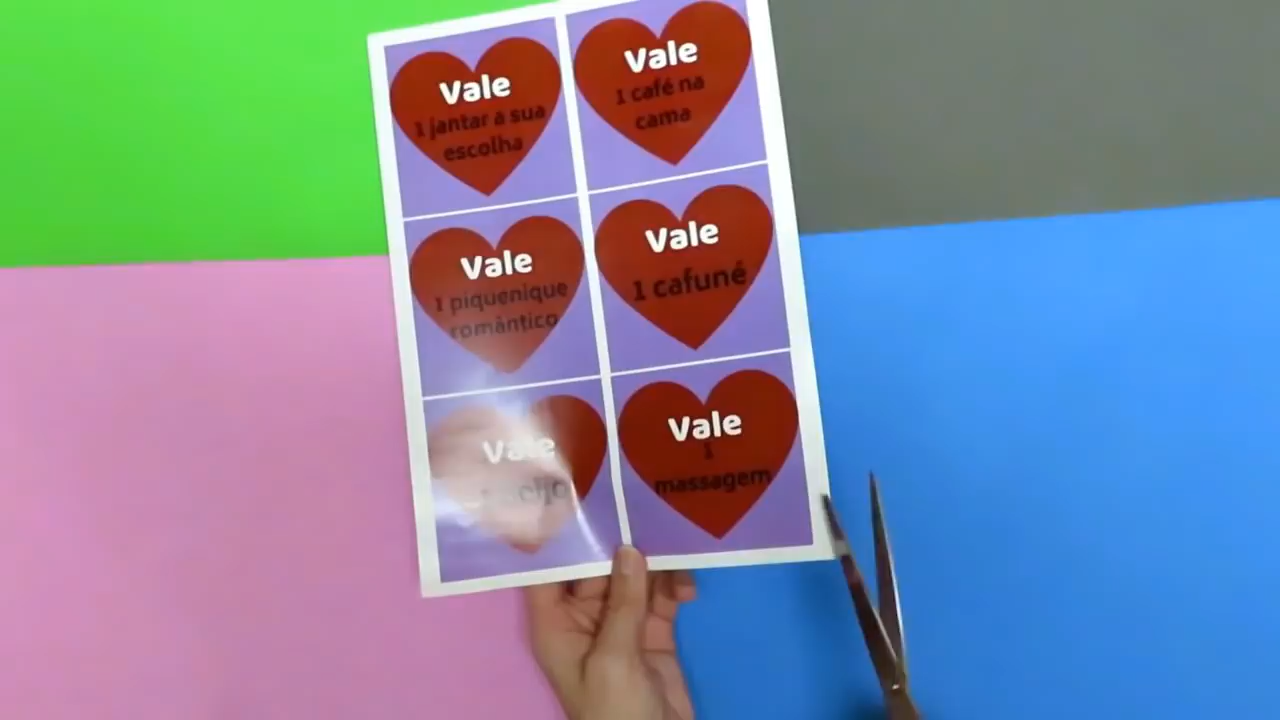 Vale
1 jantar à sua
escolha
Vale
1 café na
cama
Vale
1 piquenique
romântico
Vale
1 cafuné
Vale
Vale
1
massagem